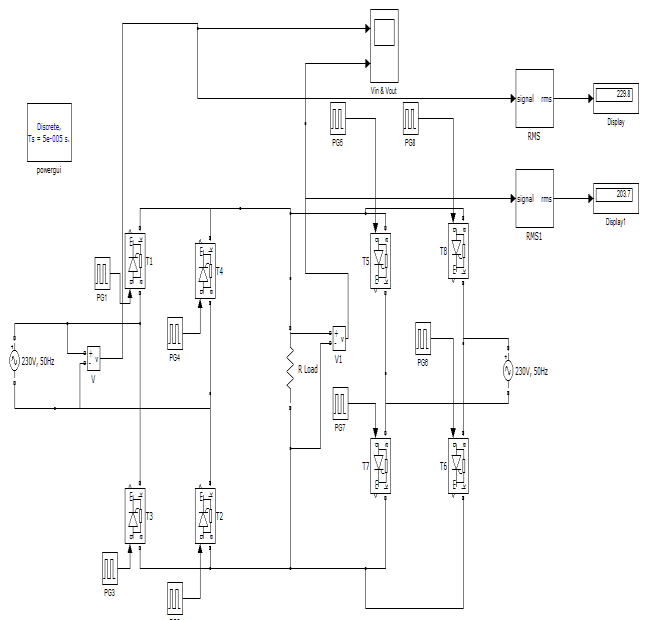 Vin & Vout
229.8
Display
signal rms
RMS
Discrete,
Ts = 5e-005 s.
powergui
PG5
PG8
signal rms
RMS1
203.7
Display1
T1
T4
T5
T8
PG1
PG4
230V, 50Hz
+
-
v
V
+
-
v
V1
R Load
PG6
230V, 50Hz
PG7
T7
T6
T3
T2
PG3